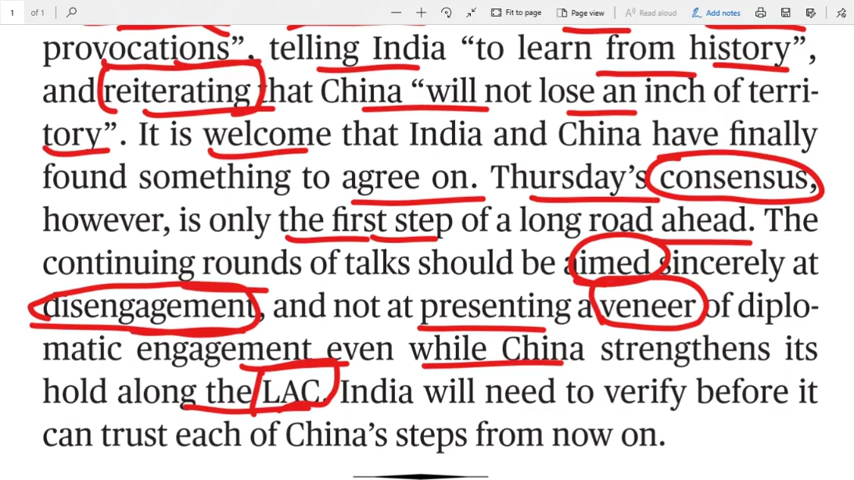 1 of 1 Fit to page Page view Read aloud Add notes
provocations”, telling India “to learn from history”,
and reiterating that China “will not lose an inch of terri-
tory”. It is welcome that India and China have finally
found something to agree on. Thursday’s consensus,
however, is only the first step of a long road ahead. The
continuing rounds of talks should be aimed sincerely at
disengagement, and not at presenting a veneer of diplo-
matic engagement even while China strengthens its
hold along the LAC. India will need to verify before it
can trust each of China’s steps from now on.